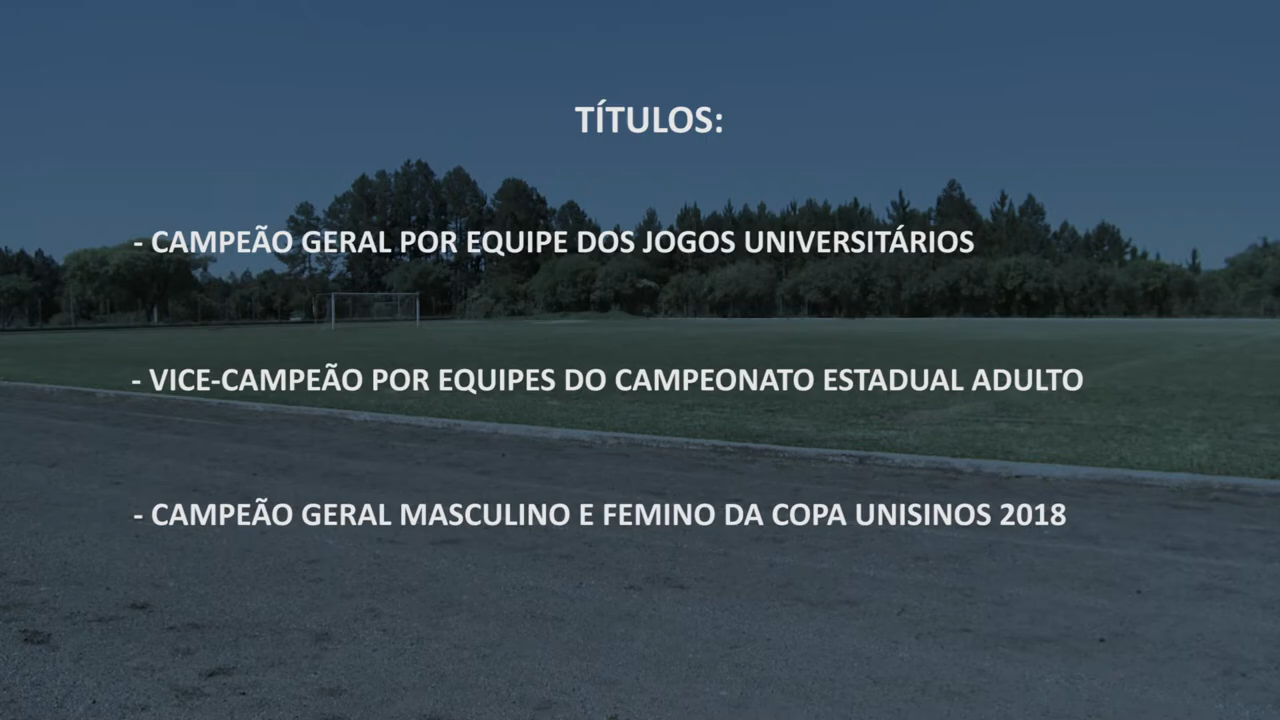 TÍTULOS:
- CAMPEÃO GERAL POR EQUIPE DOS JOGOS UNIVERSITÁRIOS
- VICE-CAMPEÃO POR EQUIPES DO CAMPEONATO ESTADUAL ADULTO
- CAMPEÃO GERAL MASCULINO E FEMINO DA COPA UNISINOS 2018